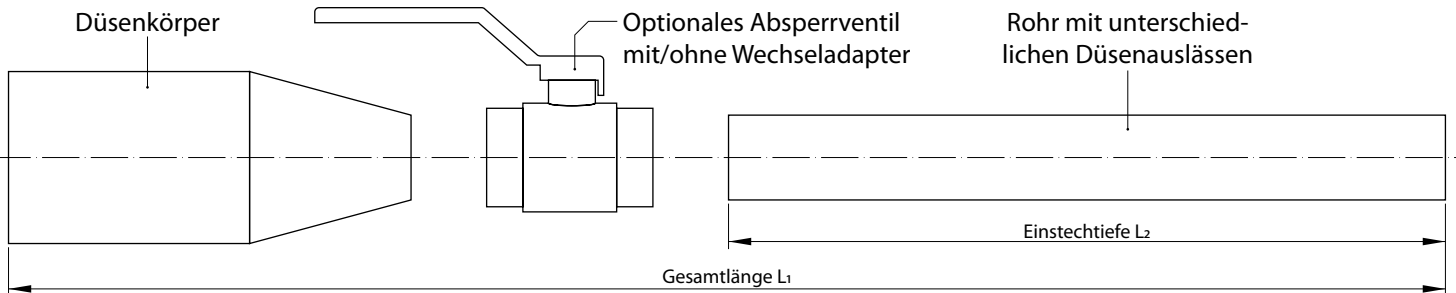 Düsenkörper
Optionales Absperrventil
mit/ohne Wechseladapter
Rohr mit unterschied-
lichen Düsenauslässen
Einstechtiefe L₂
Gesamtlänge L₁